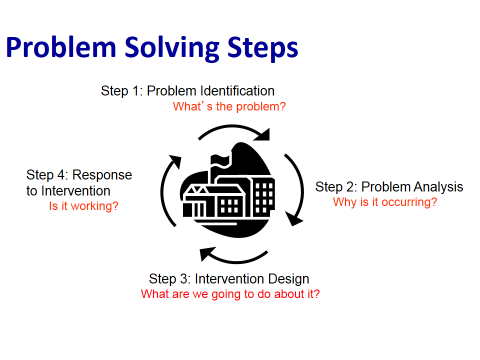 Problem Solving Steps
Step 1: Problem Identification
What's the problem?
Step 2: Problem Analysis
Why is it occurring?
Step 3: Intervention Design
What are we going to do about it?
Step 4: Response
to Intervention
Is it working?